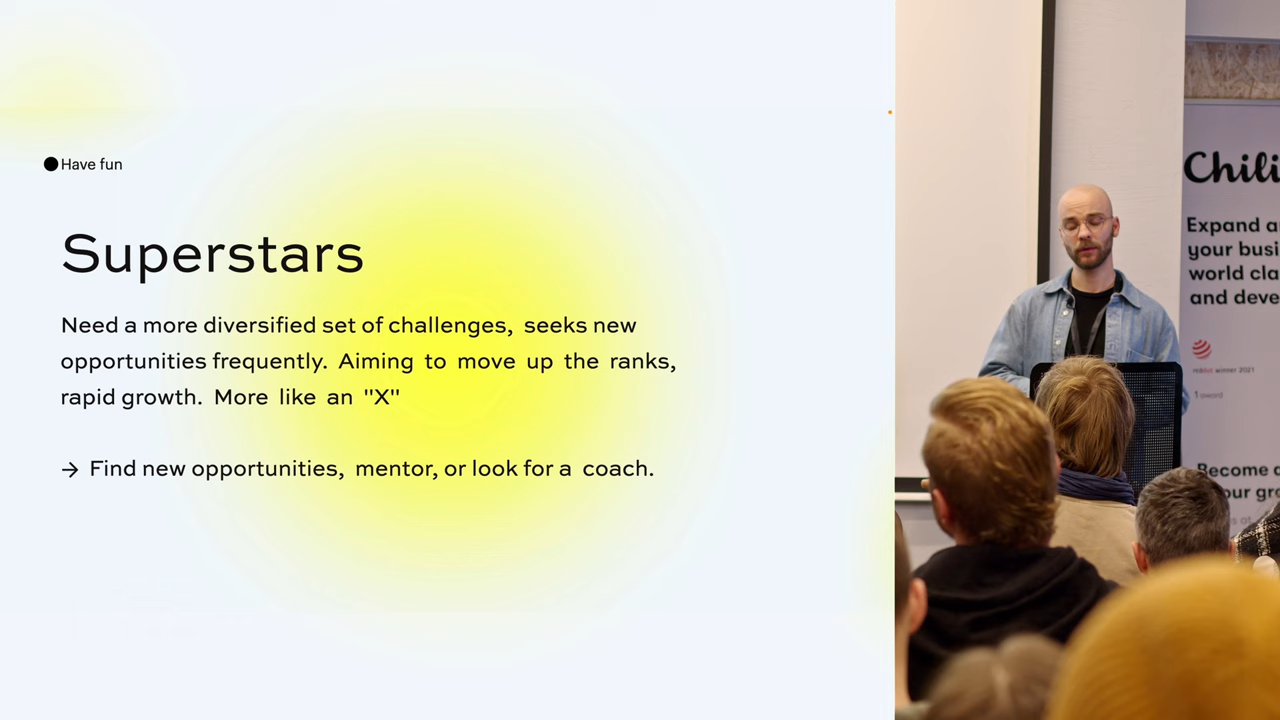 Have fun
Superstars
Need a more diversified set of challenges, seeks new
opportunities frequently. Aiming to move up the ranks,
rapid growth. More like an "X"
→ Find new opportunities, mentor, or look for a coach.
Chili
Expand a
your busi
world cla
and deve
reddot winner 2021
1 award
Become a
our gro